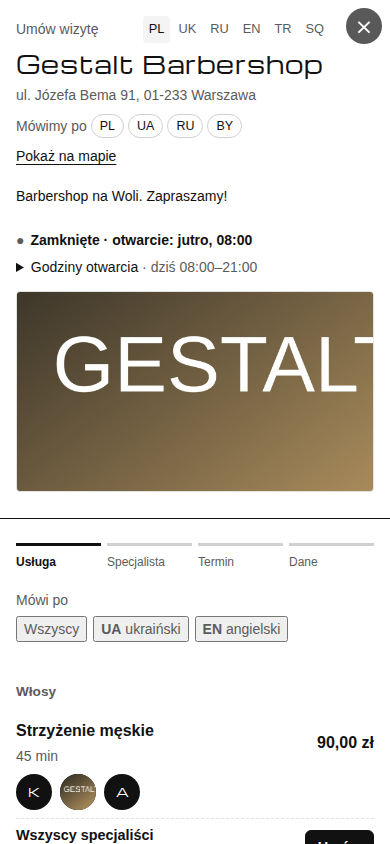 Umów wizytę PL UK RU EN TR SQ
Gestalt Barbershop
ul. Józefa Bema 91, 01-233 Warszawa
Mówimy po PL UA RU BY
Pokaż na mapie
Barbershop na Woli. Zapraszamy!
● Zamknięte · otwarcie: jutro, 08:00
▶ Godziny otwarcia · dziś 08:00–21:00
GESTALT
Usługa Specjalista Termin Dane
Mówi po
Wszyscy UA ukraiński EN angielski
Włosy
Strzyżenie męskie 90,00 zł
45 min
K GESTALT A
Wszyscy specjaliści